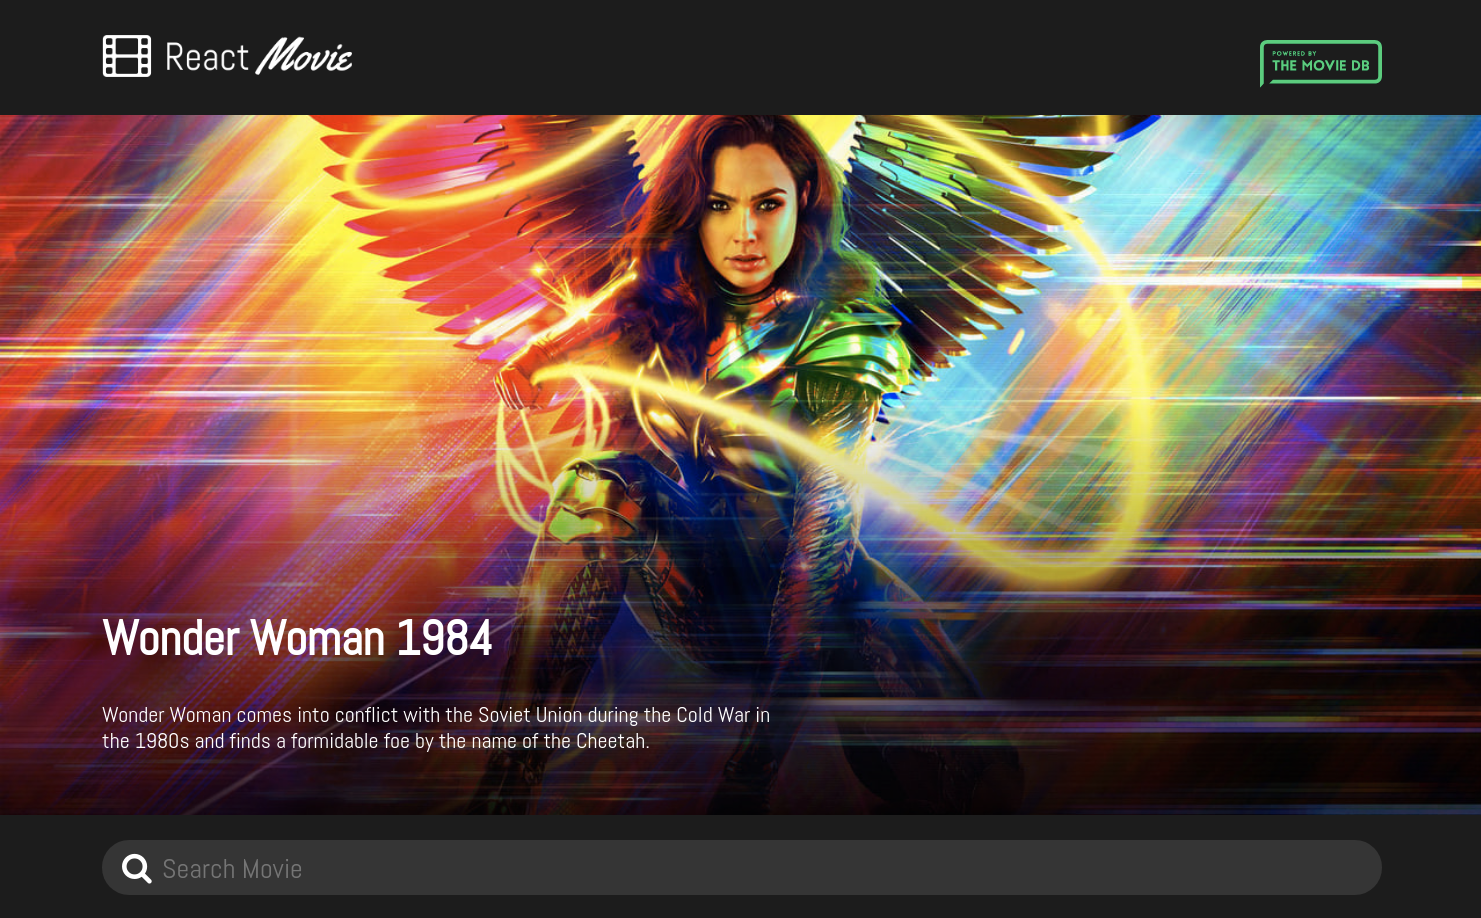 React Movie
POWERED BY
THE MOVIE DB
Wonder Woman 1984
Wonder Woman comes into conflict with the Soviet Union during the Cold War in
the 1980s and finds a formidable foe by the name of the Cheetah.
Search Movie